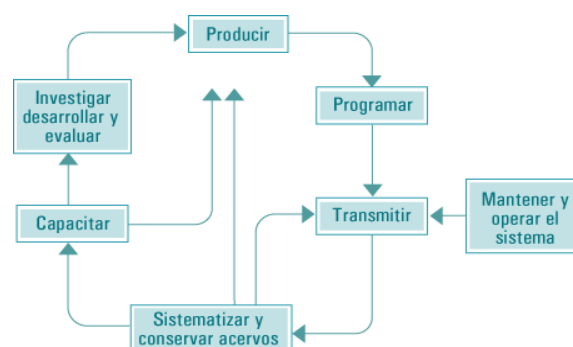 Producir
Investigar
desarrollar y
evaluar
Programar
Capacitar
Transmitir
Mantener y
operar el
sistema
Sistematizar y
conservar acervos